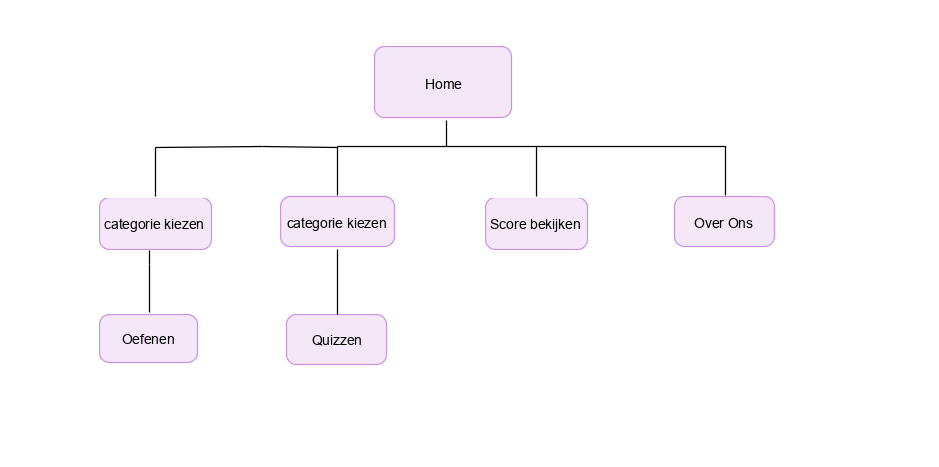 Home
categorie kiezen
categorie kiezen
Score bekijken
Over Ons
Oefenen
Quizzen